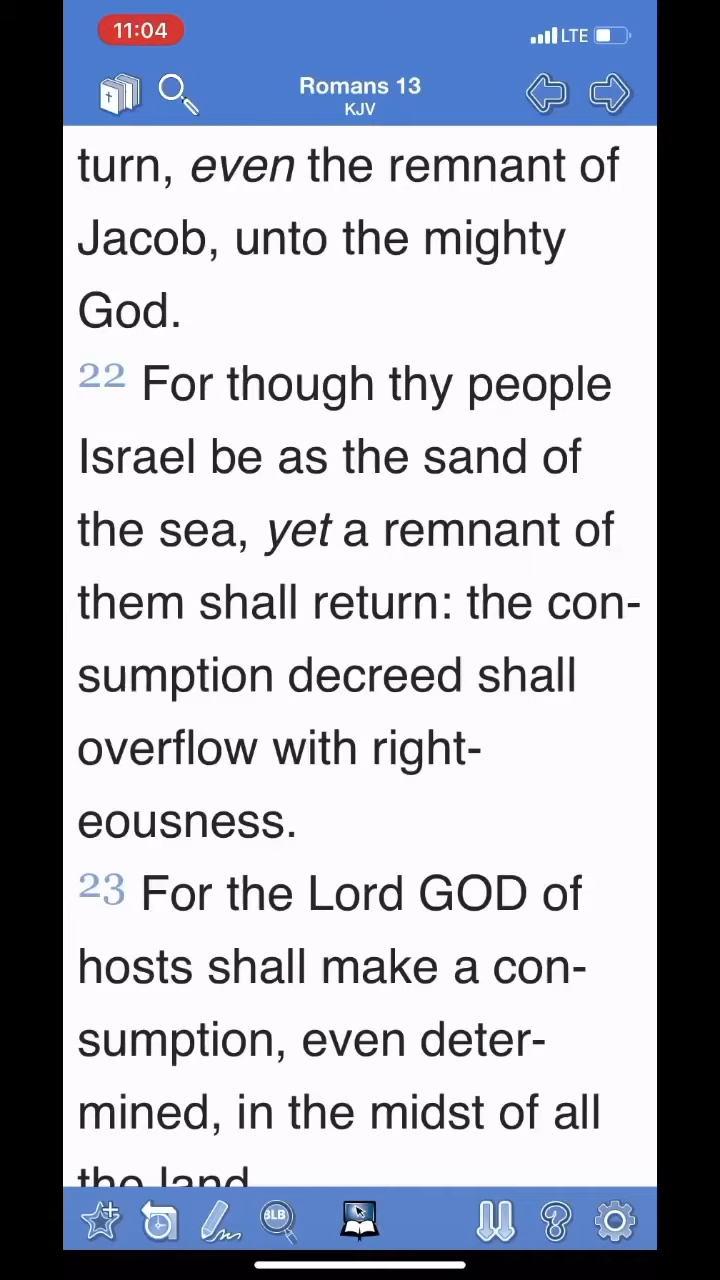 11:04
LTE
Romans 13
KJV
turn, even the remnant of
Jacob, unto the mighty
God.
22 For though thy people
Israel be as the sand of
the sea, yet a remnant of
them shall return: the con-
sumption decreed shall
overflow with right-
eousness.
23 For the Lord GOD of
hosts shall make a con-
sumption, even deter-
mined, in the midst of all
the land
BLB